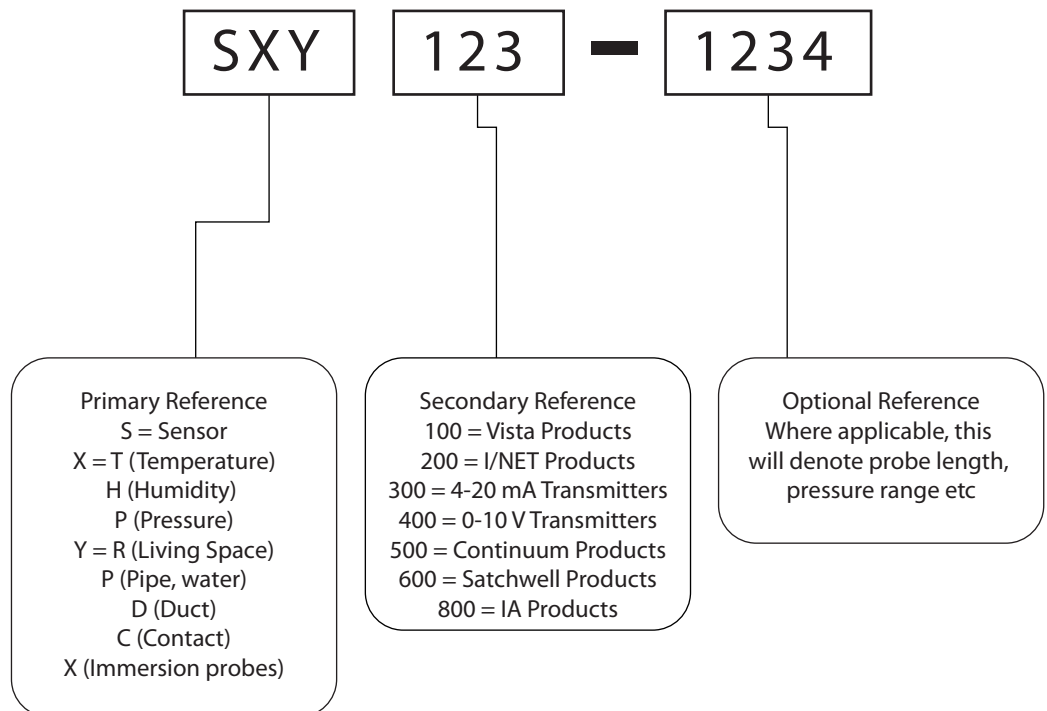 SXY 123 - 1234
Primary Reference
S = Sensor
X = T (Temperature)
H (Humidity)
P (Pressure)
Y = R (Living Space)
P (Pipe, water)
D (Duct)
C (Contact)
X (Immersion probes)
Secondary Reference
100 = Vista Products
200 = I/NET Products
300 = 4-20 mA Transmitters
400 = 0-10 V Transmitters
500 = Continuum Products
600 = Satchwell Products
800 = IA Products
Optional Reference
Where applicable, this
will denote probe length,
pressure range etc